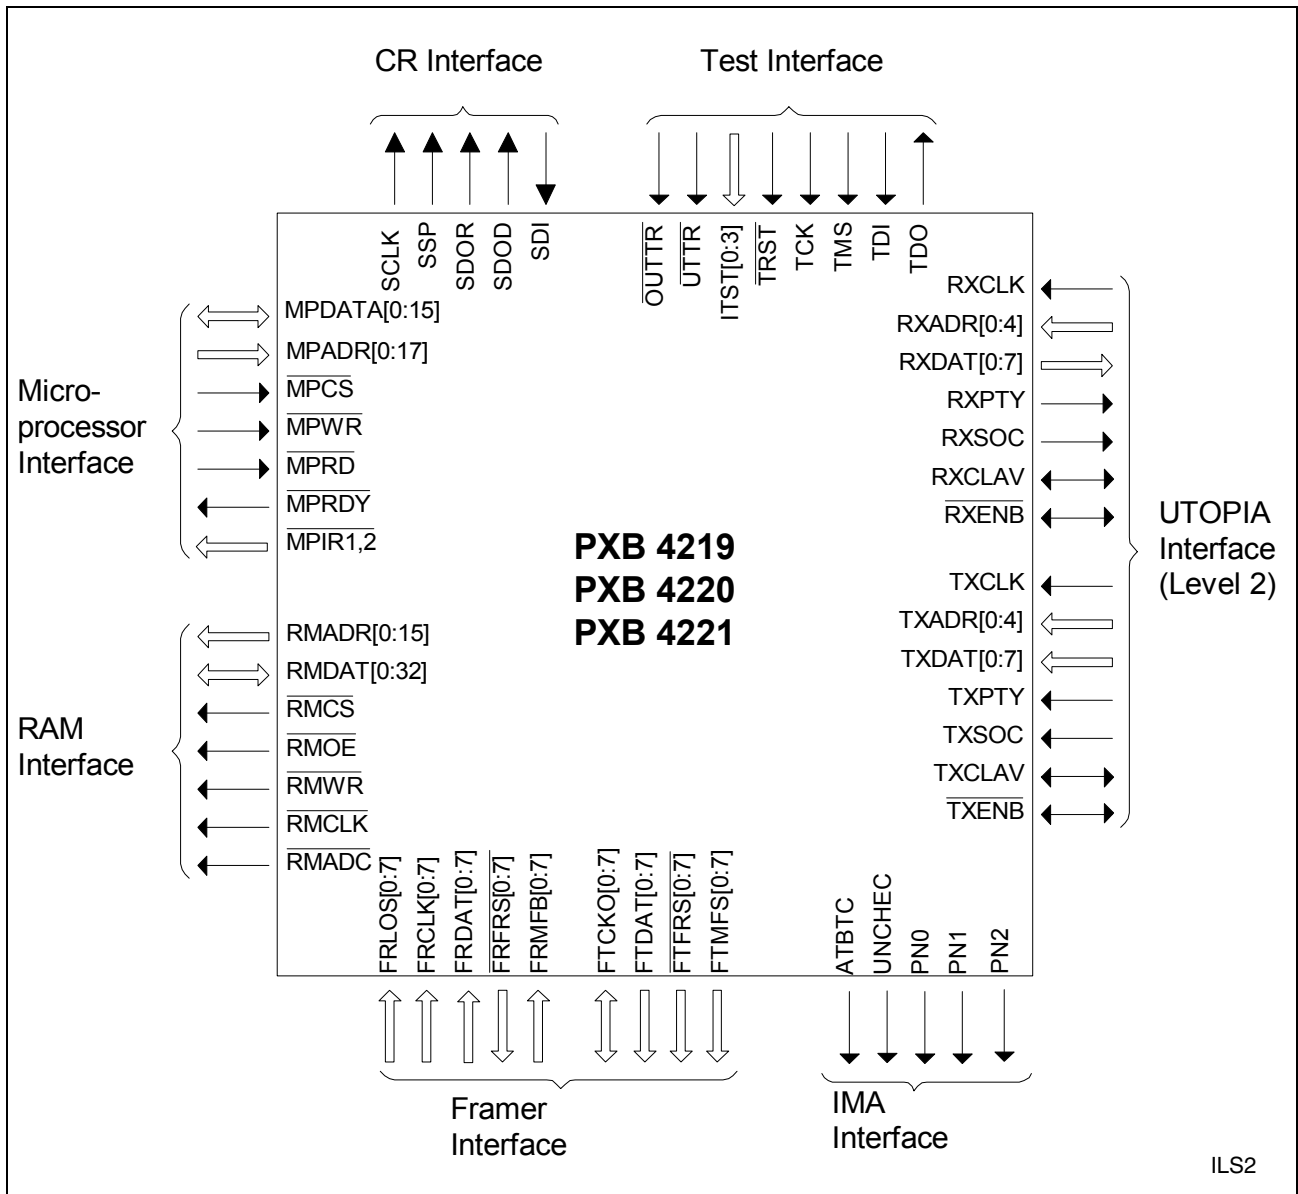 CR Interface
Test Interface
SCLK
SSP
SDOR
SDOD
SDI
OUTTR
UTTR
ITST[0:3]
TRST
TCK
TMS
TDI
TDO
Micro-
processor
Interface
MPDATA[0:15]
MPADR[0:17]
MPCS
MPWR
MPRD
MPRDY
MPIR1,2
RAM
Interface
RMADR[0:15]
RMDAT[0:32]
RMCS
RMOE
RMWR
RMCLK
RMADC
PXB 4219
PXB 4220
PXB 4221
RXCLK
RXADR[0:4]
RXDAT[0:7]
RXPTY
RXSOC
RXCLAV
RXENB
TXCLK
TXADR[0:4]
TXDAT[0:7]
TXPTY
TXSOC
TXCLAV
TXENB
UTOPIA
Interface
(Level 2)
FRLOS[0:7]
FRCLK[0:7]
FRDAT[0:7]
FRFRS[0:7]
FRMFB[0:7]
FTCKO[0:7]
FTDAT[0:7]
FTFRS[0:7]
FTMFS[0:7]
ATBTC
UNCHEC
PN0
PN1
PN2
Framer
Interface
IMA
Interface
ILS2